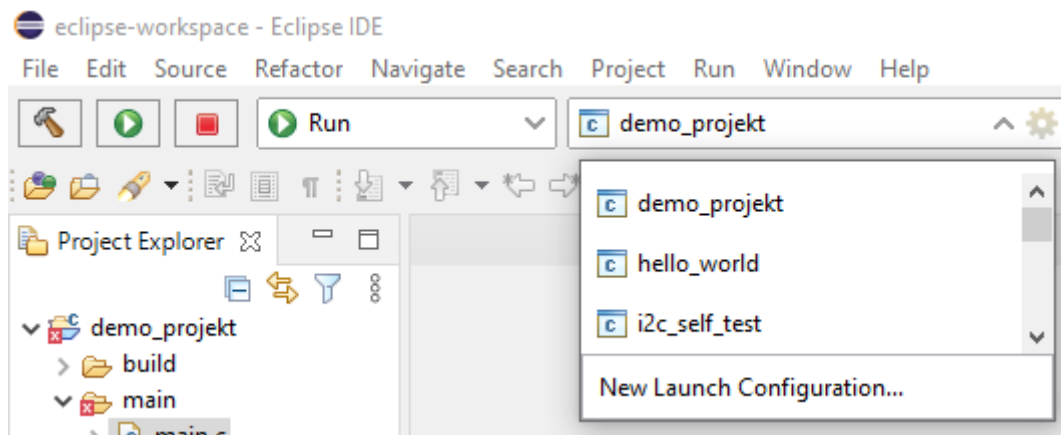 eclipse-workspace - Eclipse IDE
File Edit Source Refactor Navigate Search Project Run Window Help
Run
demo_projekt
demo_projekt
hello_world
i2c_self_test
New Launch Configuration...
Project Explorer
demo_projekt
build
main
main.c